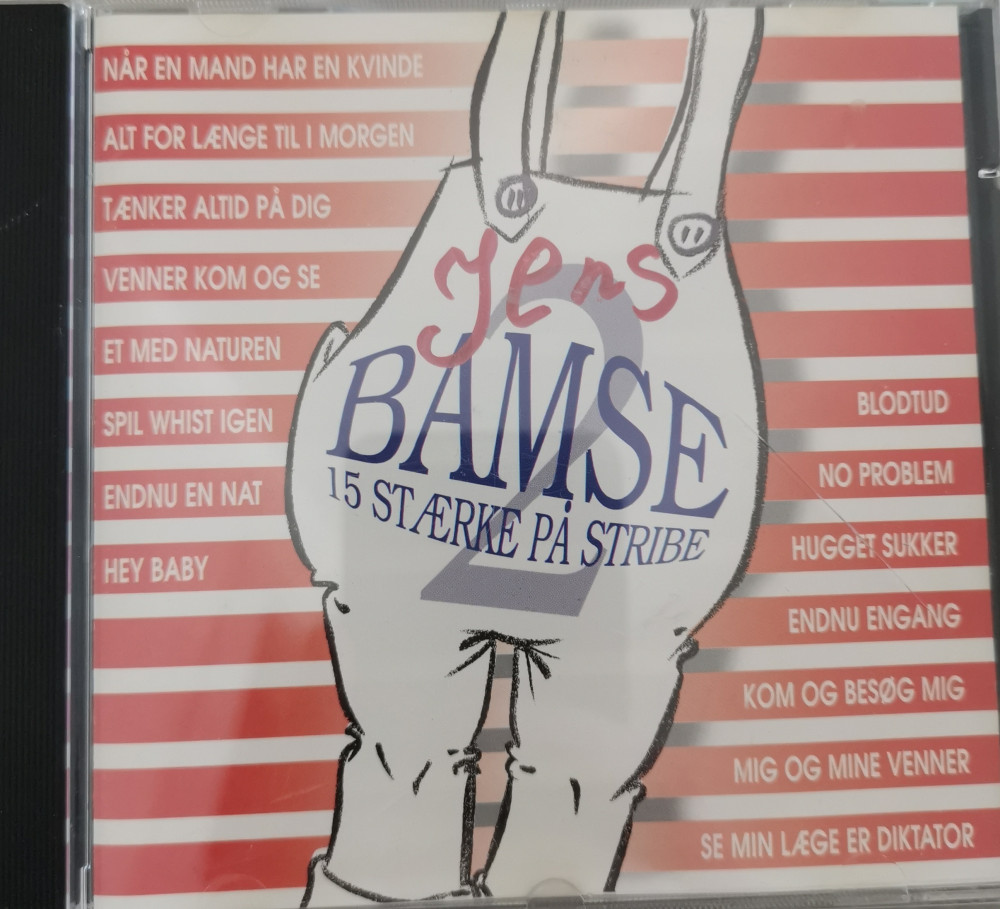 NÅR EN MAND HAR EN KVINDE
ALT FOR LÆNGE TIL I MORGEN
TÆNKER ALTID PÅ DIG
VENNER KOM OG SE
ET MED NATUREN
SPIL WHIST IGEN
ENDNU EN NAT
HEY BABY
Jens
2
BAMSE
15 STÆRKE PÅ STRIBE
BLODTUD
NO PROBLEM
HUGGET SUKKER
ENDNU ENGANG
KOM OG BESØG MIG
MIG OG MINE VENNER
SE MIN LÆGE ER DIKTATOR